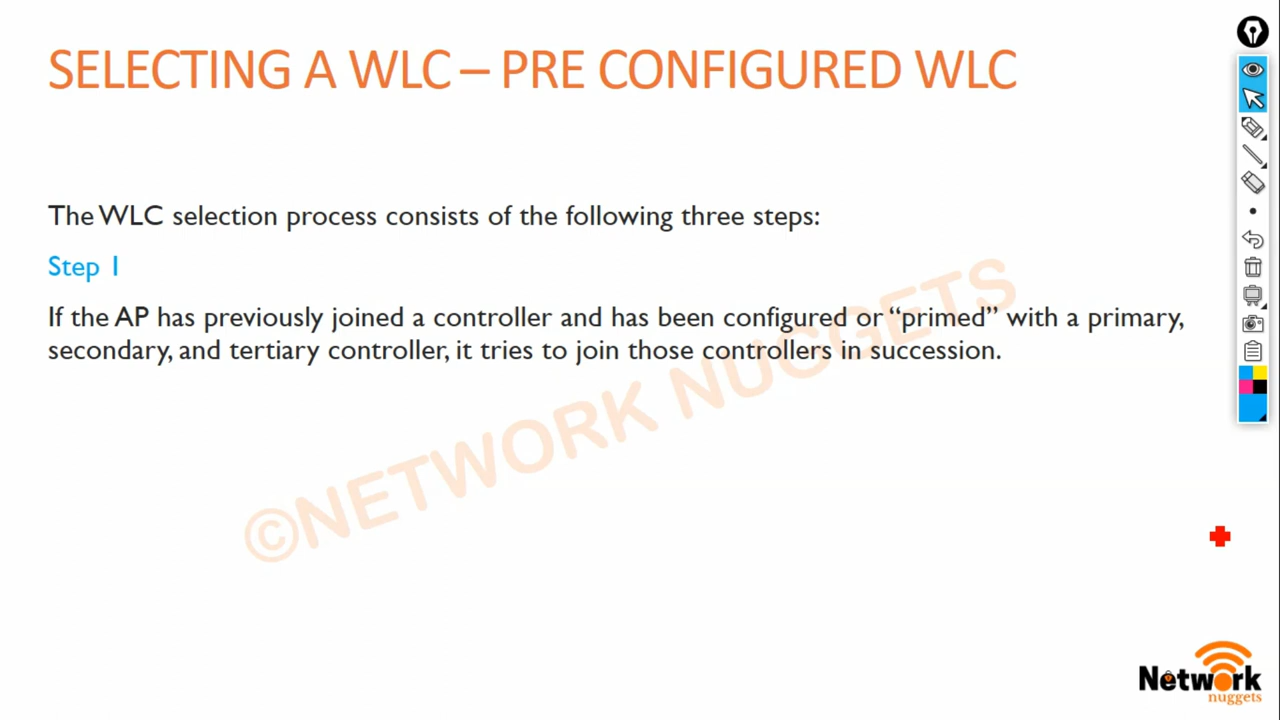 SELECTING A WLC – PRE CONFIGURED WLC
The WLC selection process consists of the following three steps:
Step 1
If the AP has previously joined a controller and has been configured or “primed” with a primary,
secondary, and tertiary controller, it tries to join those controllers in succession.
©NETWORK NUGGETS
Network
nuggets